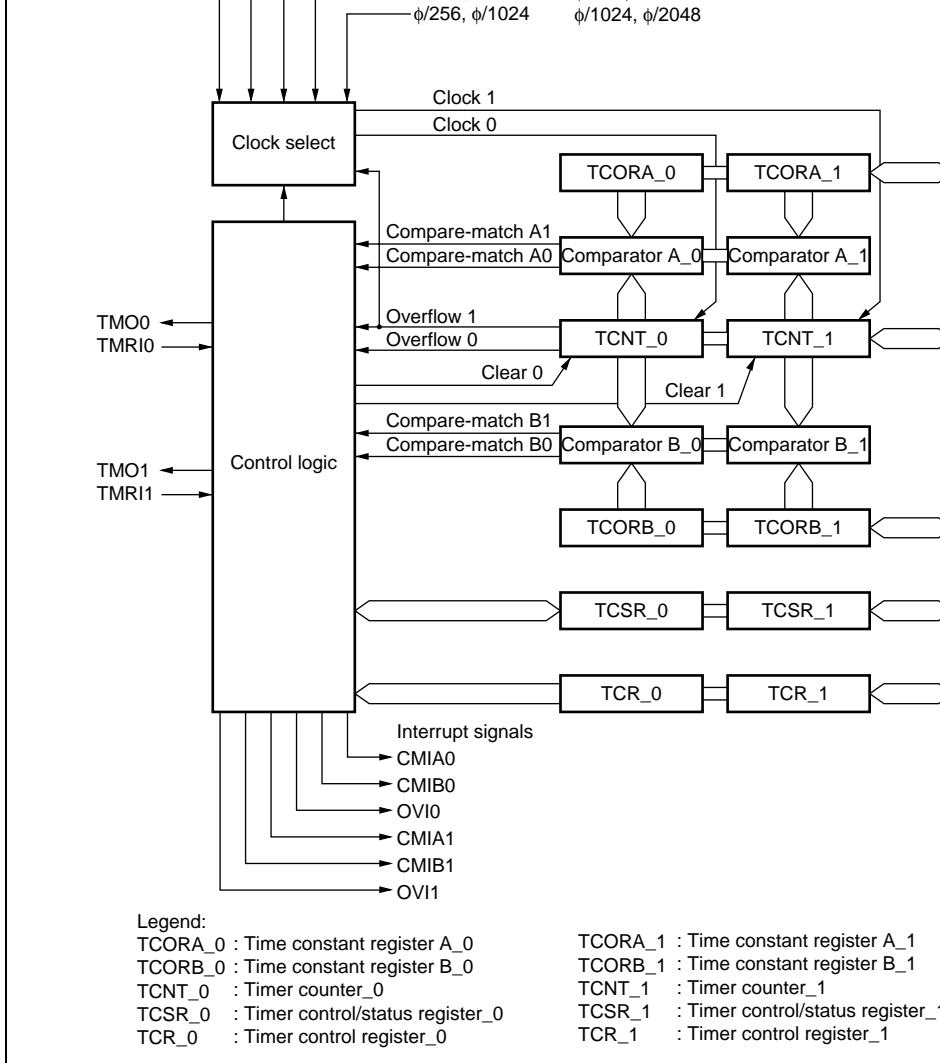 ϕ/256, ϕ/1024 ϕ/1024, ϕ/2048
Clock 1
Clock 0
Clock select
TCORA_0 TCORA_1
Compare-match A1
Compare-match A0 Comparator A_0 Comparator A_1
TMO0
TMRI0
Overflow 1
Overflow 0
TCNT_0 TCNT_1
Clear 0
Clear 1
Compare-match B1
Compare-match B0 Comparator B_0 Comparator B_1
Control logic
TMO1
TMRI1
TCORB_0 TCORB_1
TCSR_0 TCSR_1
TCR_0 TCR_1
Interrupt signals
CMIA0
CMIB0
OVI0
CMIA1
CMIB1
OVI1
Legend:
TCORA_0 : Time constant register A_0
TCORB_0 : Time constant register B_0
TCNT_0 : Timer counter_0
TCSR_0 : Timer control/status register_0
TCR_0 : Timer control register_0
TCORA_1 : Time constant register A_1
TCORB_1 : Time constant register B_1
TCNT_1 : Timer counter_1
TCSR_1 : Timer control/status register_1
TCR_1 : Timer control register_1